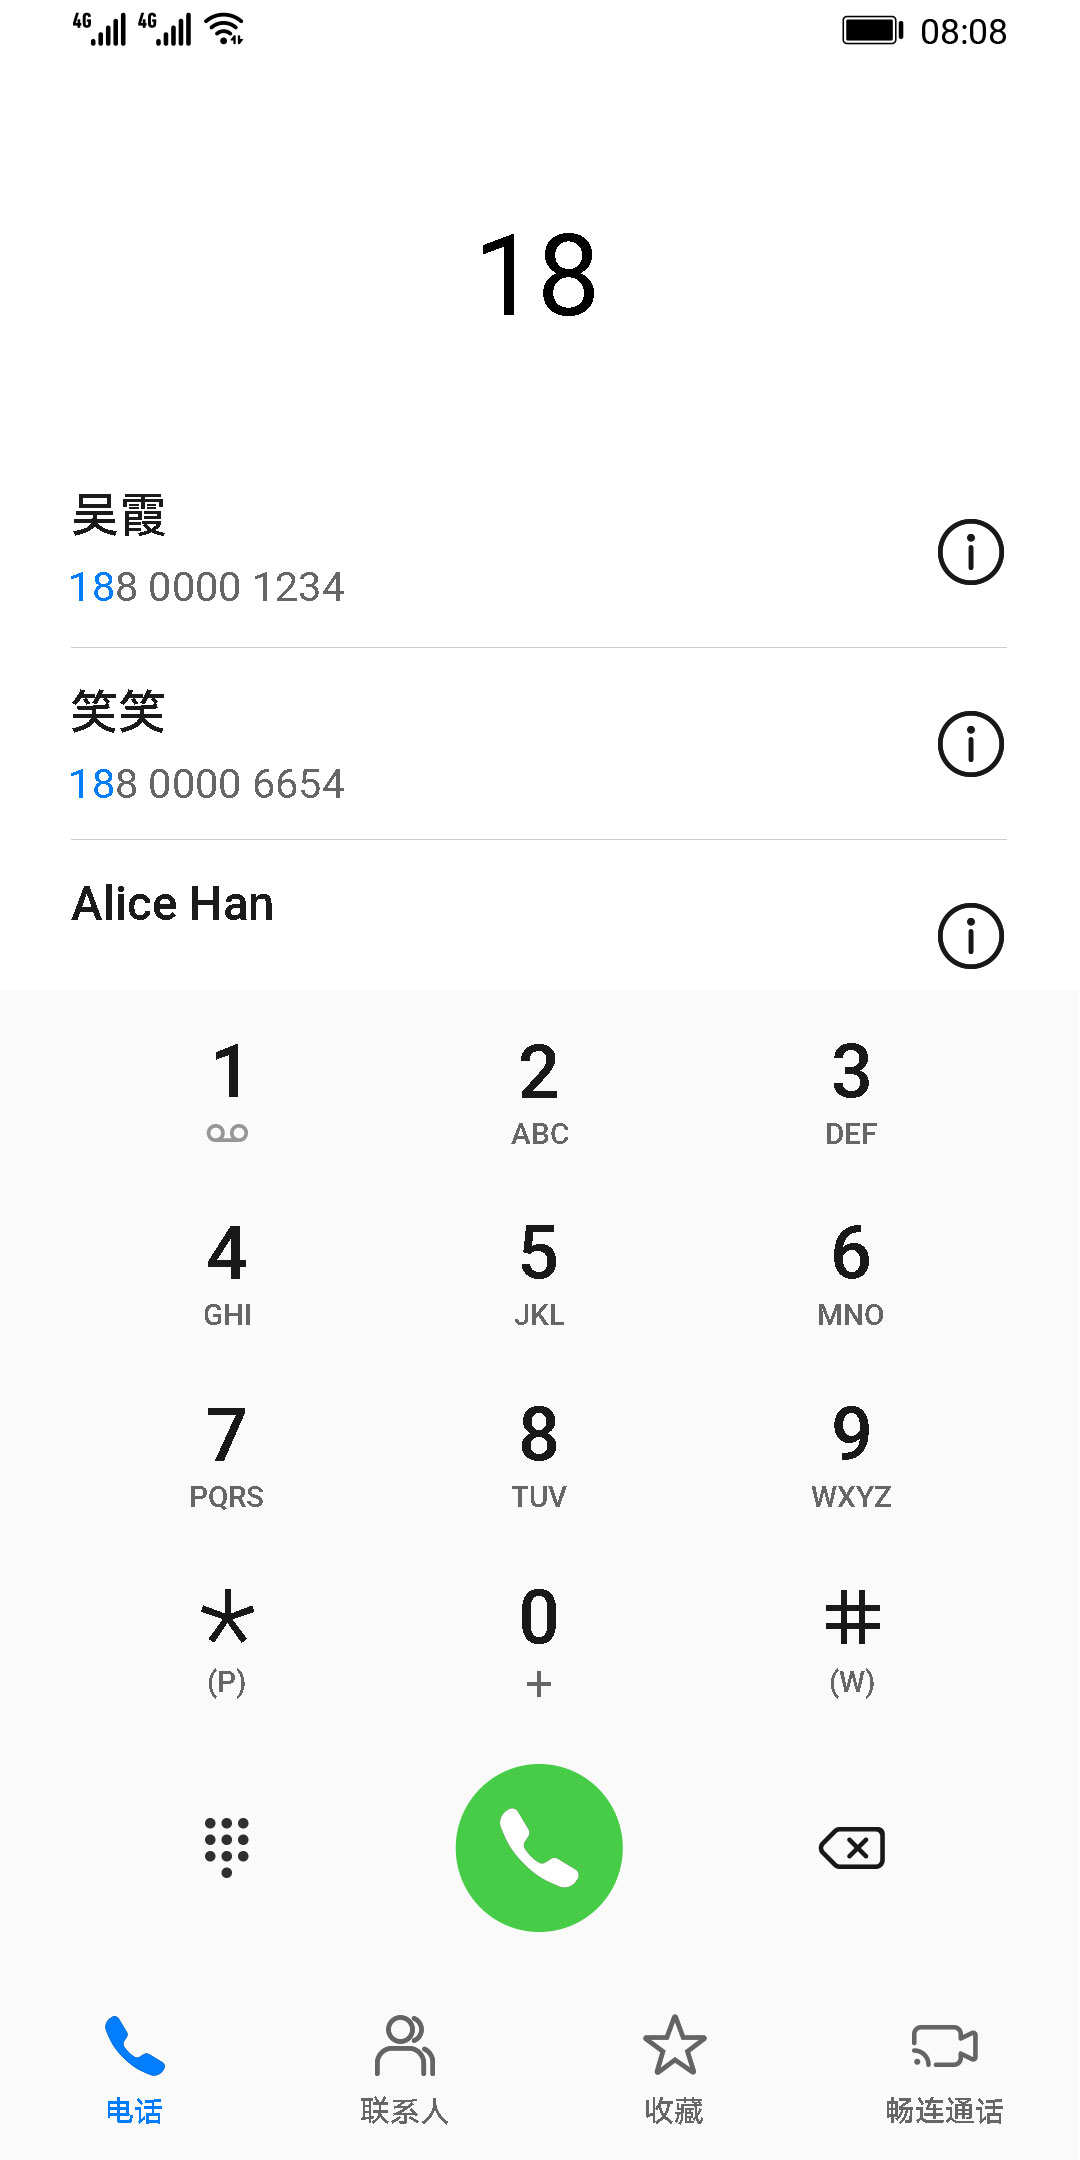 4G 4G 08:08
18
吴霞
188 0000 1234
笑笑
188 0000 6654
Alice Han
1 2 3
ABC DEF
4 5 6
GHI JKL MNO
7 8 9
PQRS TUV WXYZ
* 0 #
(P) + (W)
电话 联系人 收藏 畅连通话